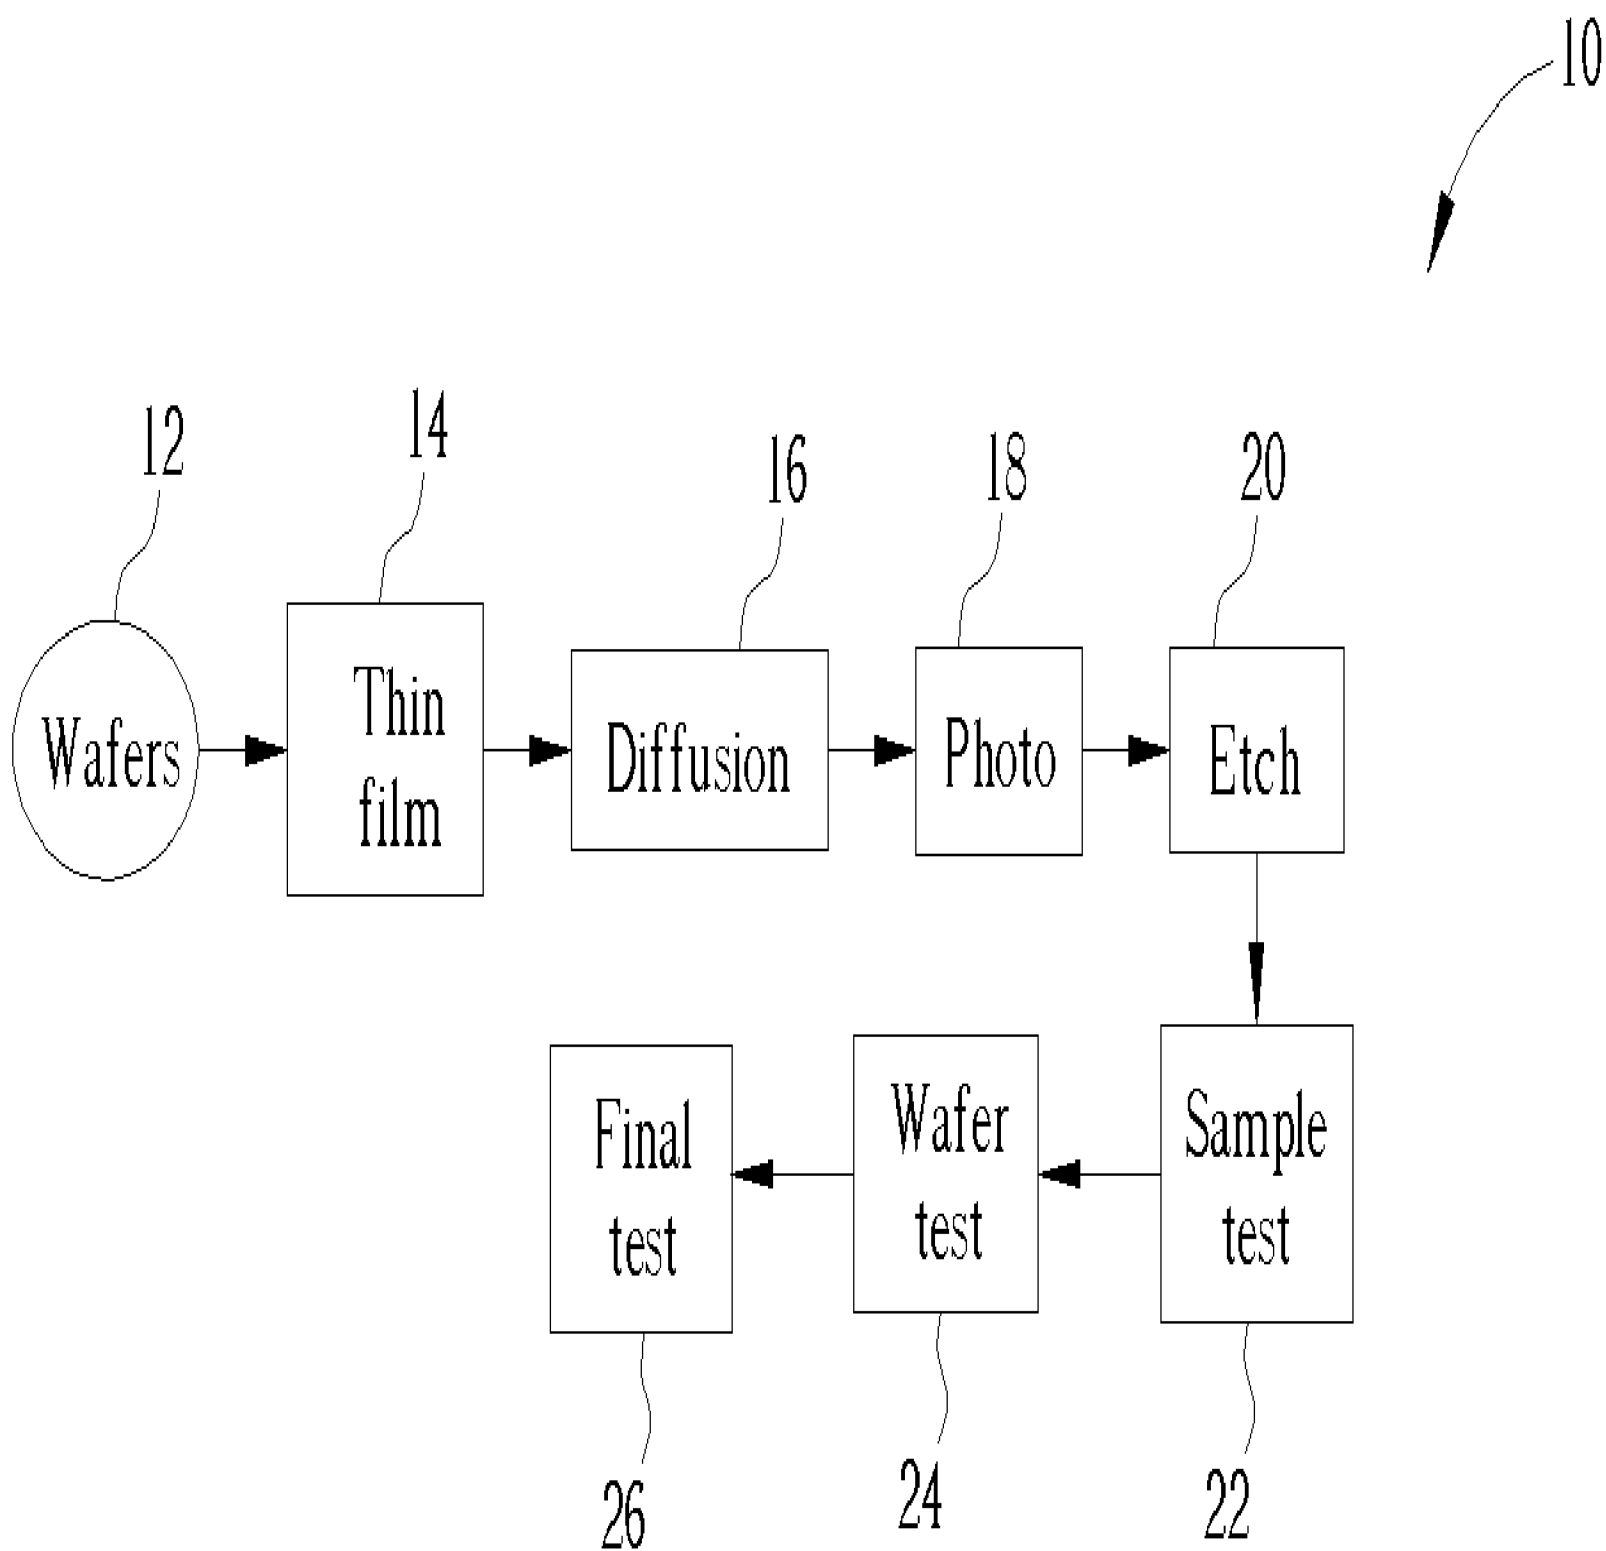 10
12
14
16
18
20
Wafers
Thin
film
Diffusion
Photo
Etch
Final
test
Wafer
test
Sample
test
26
24
22